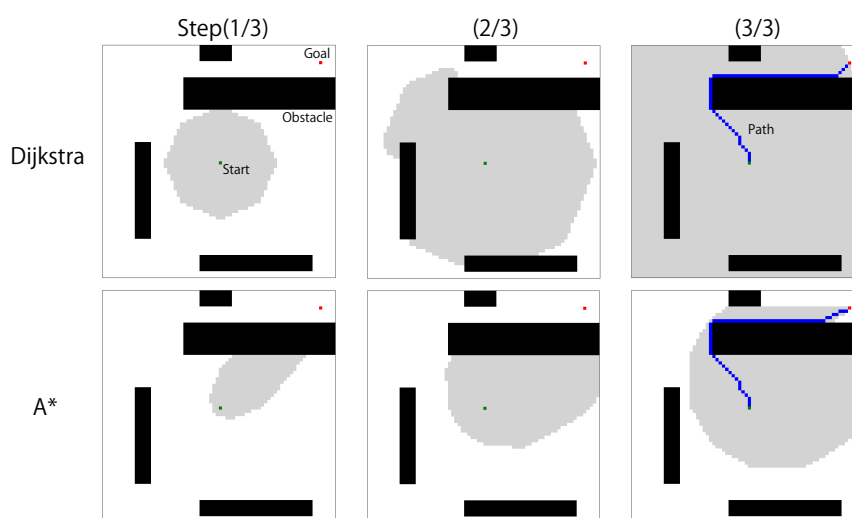 Step(1/3) (2/3) (3/3)
Goal
Obstacle
Path
Dijkstra
Start
A*